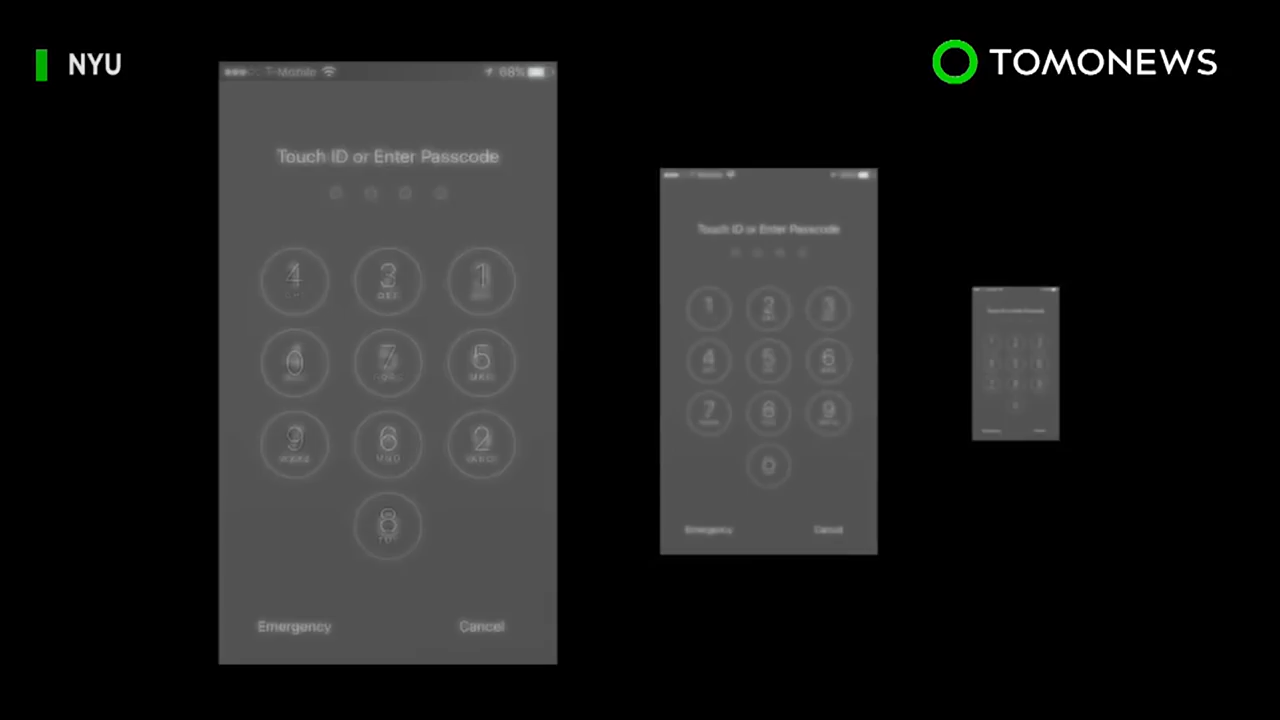 NYU
TOMONEWS
T-Mobile 68%
Touch ID or Enter Passcode
4 3 1
DEF
0 7 5
9 6 2
MNO
8
Emergency Cancel
Touch ID or Enter Passcode
1 2 3
4 5 6
7 8 9
0
Emergency Cancel